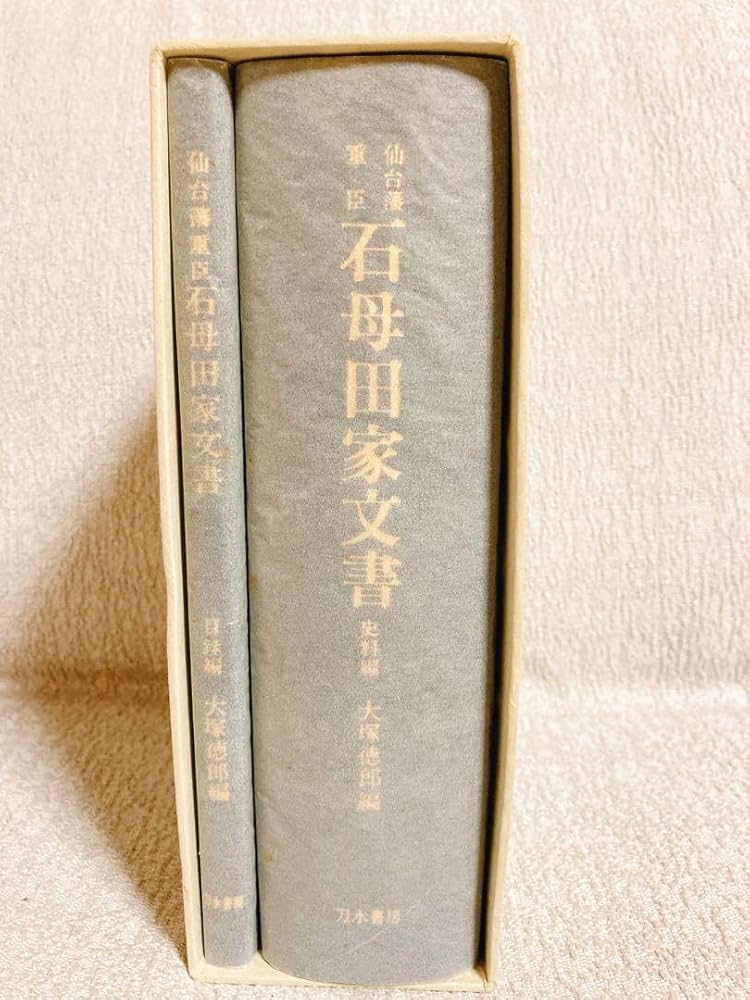 仙台藩重臣石母田家文書
目録編
大塚徳郎編
刀水書房
仙台藩
重臣
石母田家文書
史料編
大塚徳郎編
刀水書房